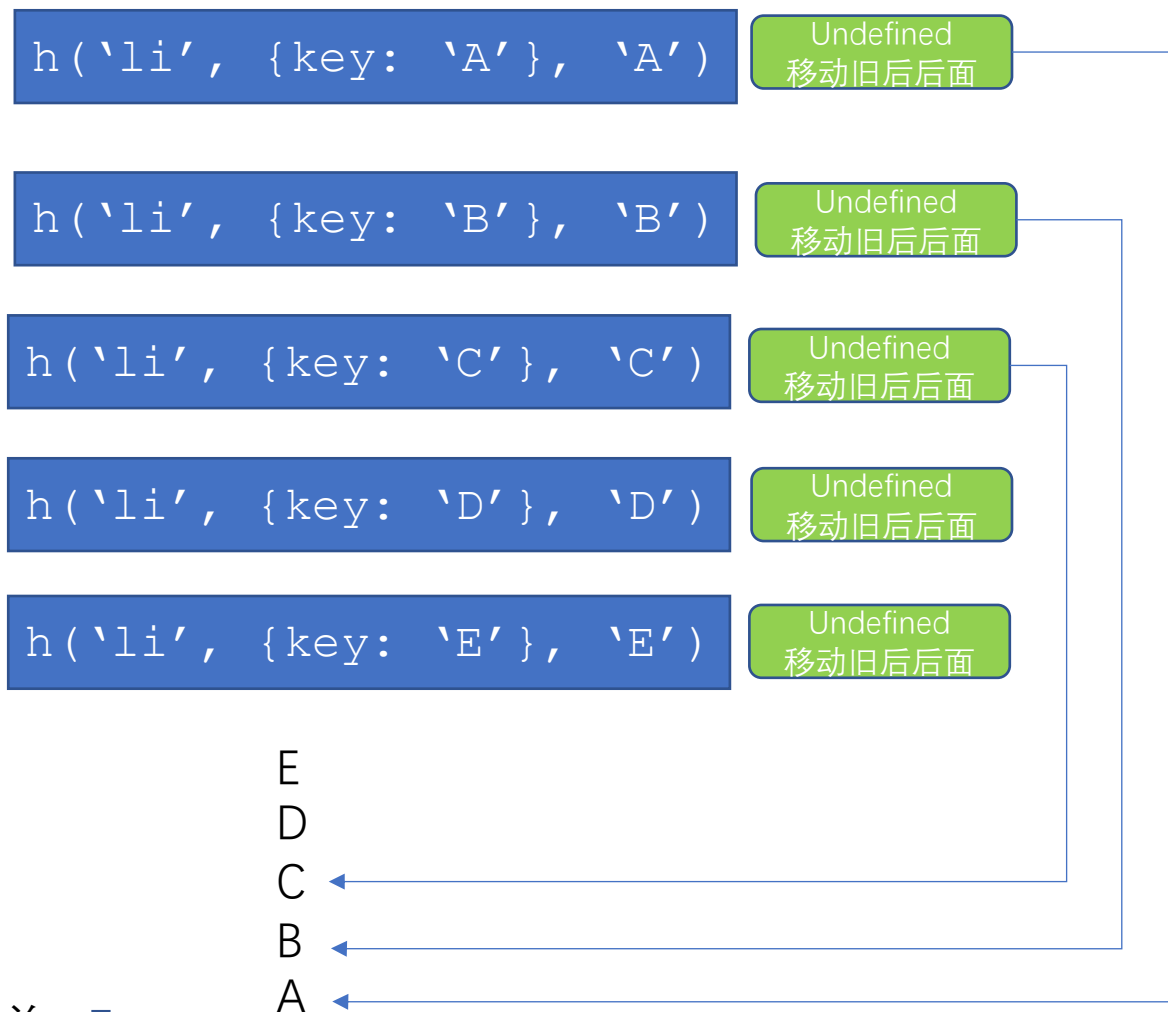 h(‘li’, {key: ‘A’}, ‘A’)
Undefined
移动旧后后面
h(‘li’, {key: ‘B’}, ‘B’)
Undefined
移动旧后后面
h(‘li’, {key: ‘C’}, ‘C’)
Undefined
移动旧后后面
h(‘li’, {key: ‘D’}, ‘D’)
Undefined
移动旧后后面
h(‘li’, {key: ‘E’}, ‘E’)
Undefined
移动旧后后面
E
D
C
B
A